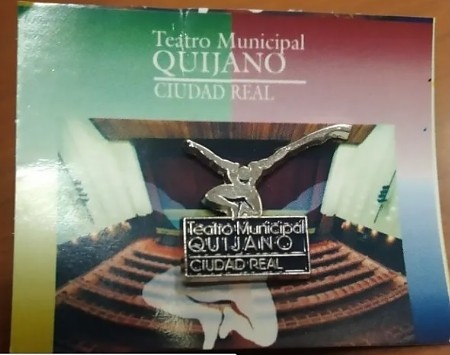 Teatro Municipal
QUIJANO
CIUDAD REAL
Teatro Municipal
QUIJANO
CIUDAD REAL